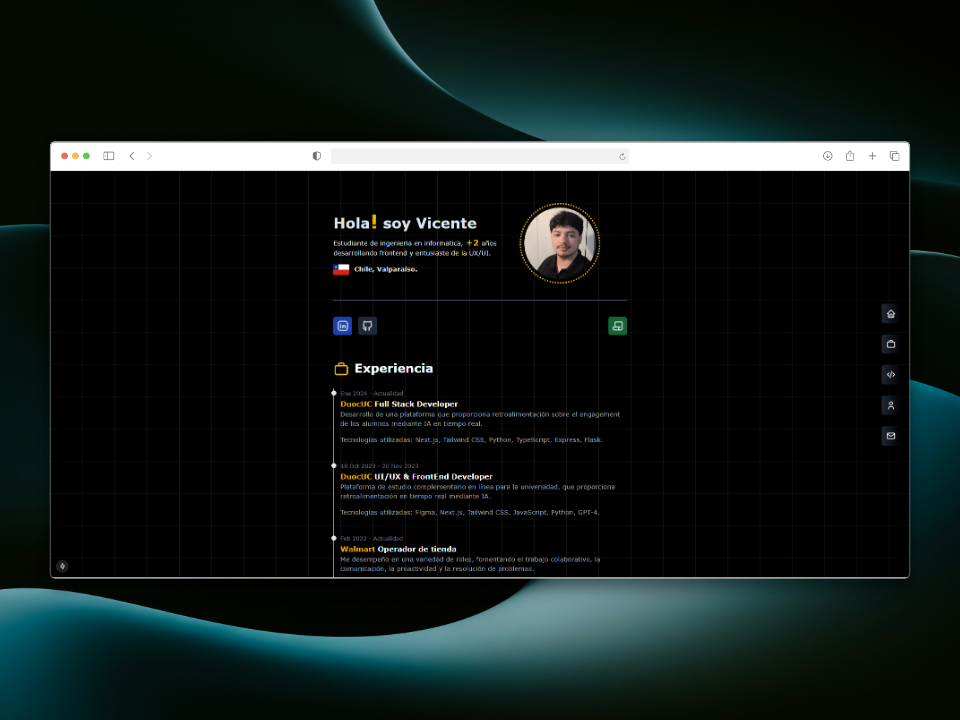 Hola! soy Vicente
Estudiante de ingenieria en informatica, +2 años
desarrollando frontend y entusiaste de la UX/UI.
Chile, Valparaiso.
in
Experiencia
Ene 2024 - Actualidad
DuocUC Full Stack Developer
Desarrollo de una plataforma que proporciona retroalimentación sobre el engagement
de los alumnos mediante IA en tiempo real.
Tecnologías utilizadas: Next.js, Tailwind CSS, Python, TypeScript, Express, Flask.
18 Oct 2023 - 20 Nov 2023
DuocUC UI/UX & FrontEnd Developer
Plataforma de estudio complementario en línea para la universidad, que proporciona
retroalimentación en tiempo real mediante IA.
Tecnologías utilizadas: Figma, Next.js, Tailwind CSS, JavaScript, Python, GPT-4.
Feb 2022 - Actualidad
Walmart Operador de tienda
Me desempeño en una variedad de roles, fomentando el trabajo colaborativo, la
comunicación, la proactividad y la resolución de problemas.